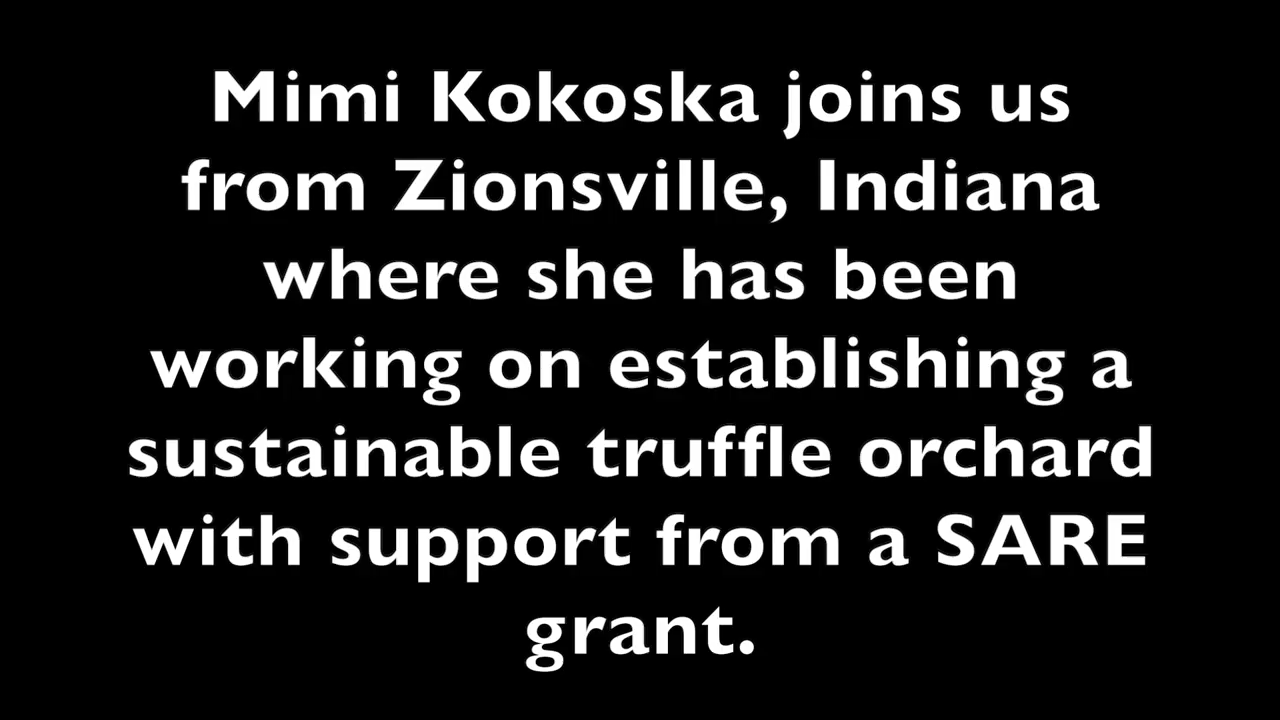 Mimi Kokoska joins us
from Zionsville, Indiana
where she has been
working on establishing a
sustainable truffle orchard
with support from a SARE
grant.